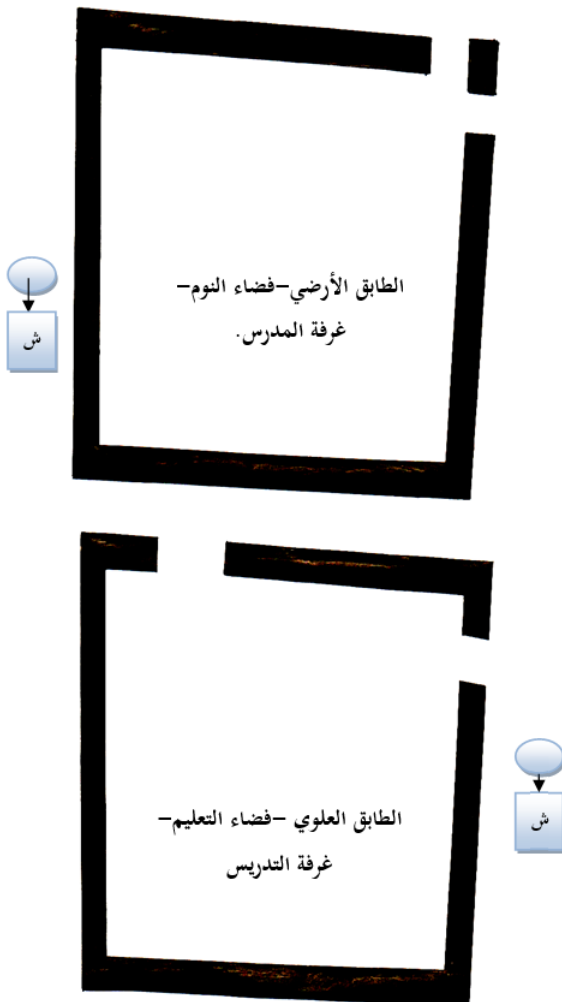 الطابق الأرضي–فضاء النوم–
غرفة المدرس.
ش
الطابق العلوي –فضاء التعليم–
غرفة التدريس
ش